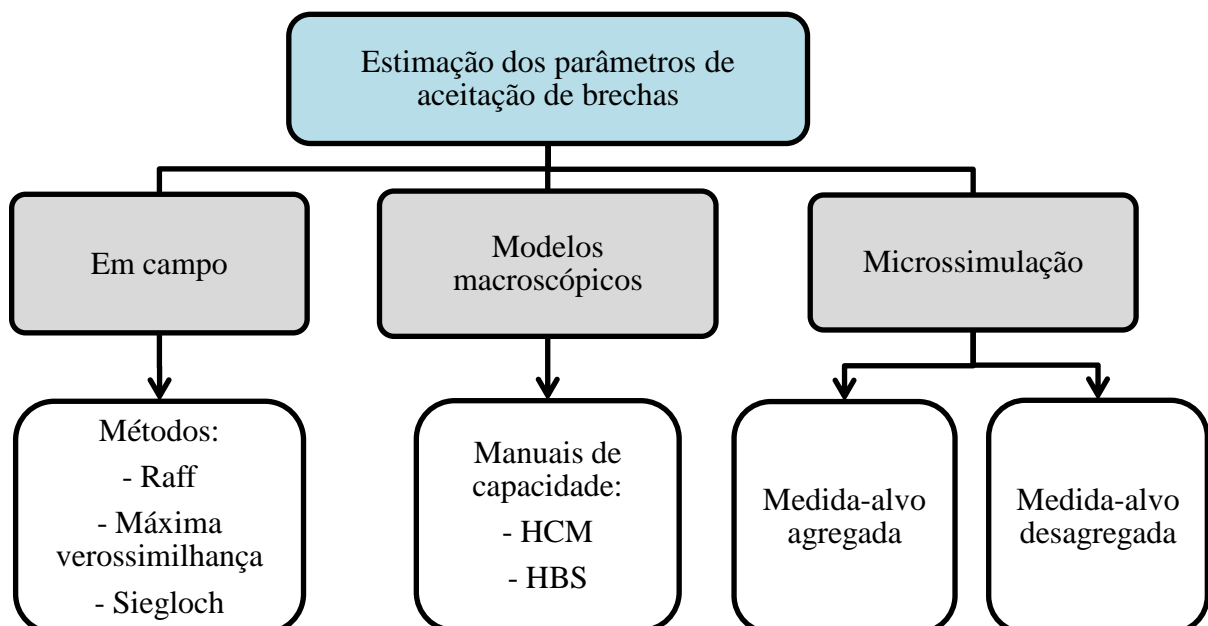 Estimação dos parâmetros de
aceitação de brechas
Em campo
Modelos
macroscópicos
Microssimulação
Métodos:
- Raff
- Máxima
verossimilhança
- Siegloch
Manuais de
capacidade:
- HCM
- HBS
Medida-alvo
agregada
Medida-alvo
desagregada